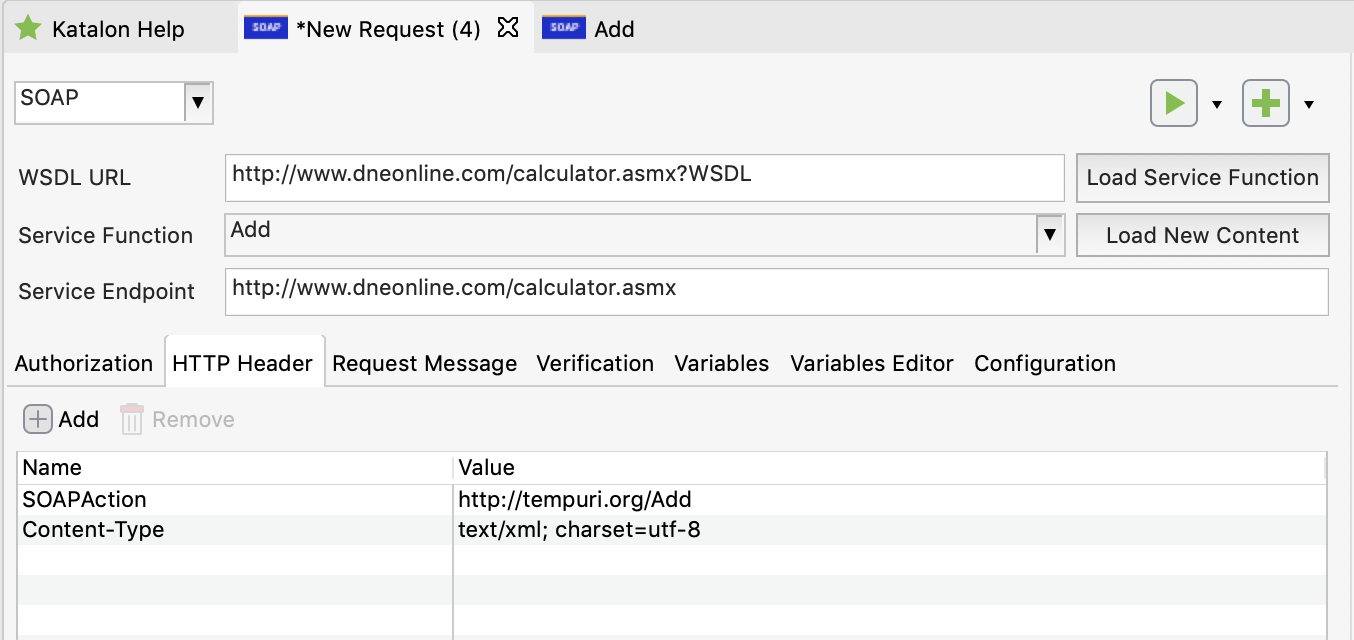 Katalon Help SOAP *New Request (4) SOAP Add
SOAP
WSDL URL http://www.dneonline.com/calculator.asmx?WSDL Load Service Function
Service Function Add Load New Content
Service Endpoint http://www.dneonline.com/calculator.asmx
Authorization HTTP Header Request Message Verification Variables Variables Editor Configuration
Add Remove
Name Value
SOAPAction http://tempuri.org/Add
Content-Type text/xml; charset=utf-8